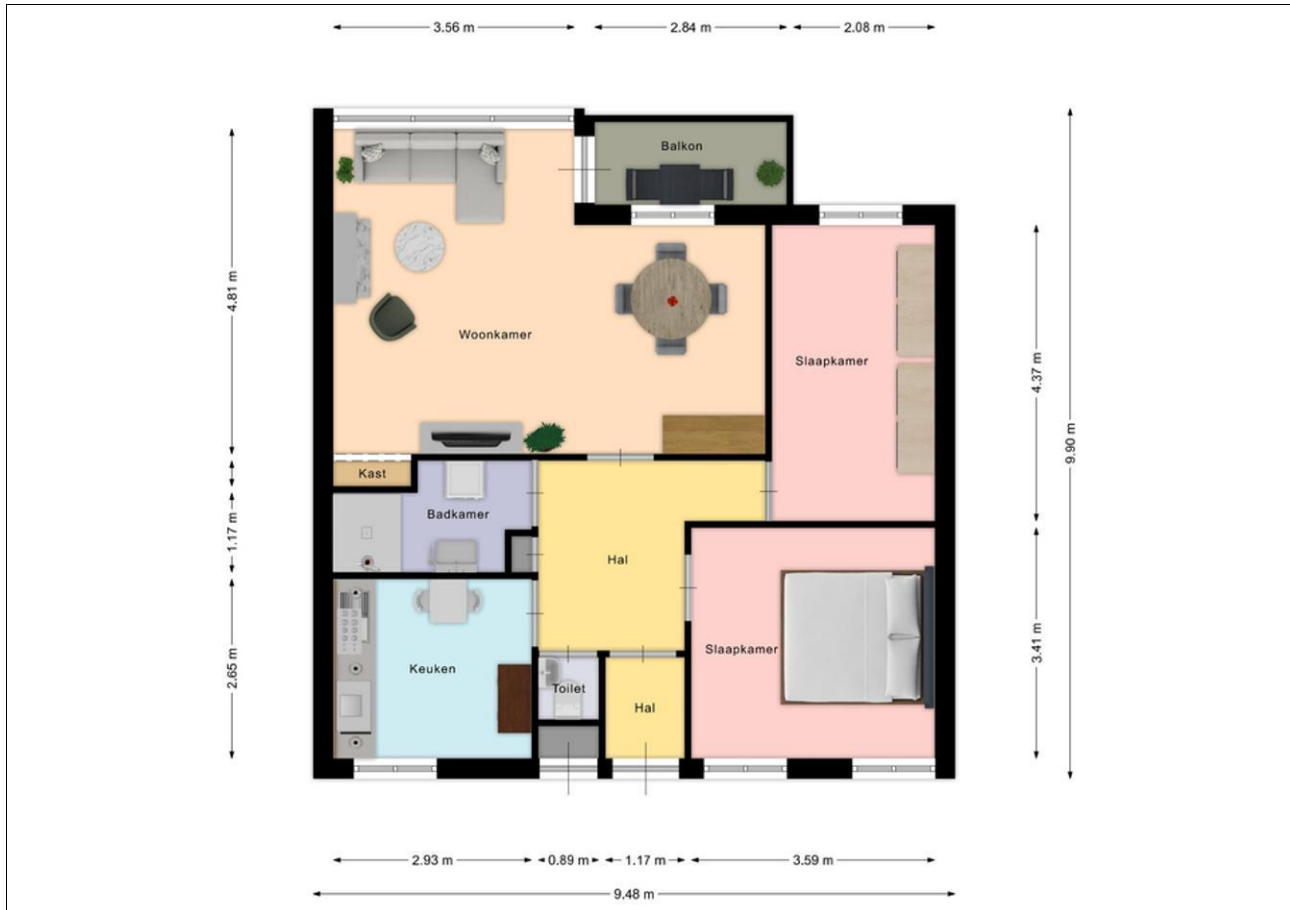 3.56 m
2.84 m
2.08 m
Balkon
4.81 m
Woonkamer
Slaapkamer
4.37 m
9.90 m
Kast
Badkamer
1.17 m
Hal
2.65 m
Keuken
Toilet
Hal
Slaapkamer
3.41 m
2.93 m
0.89 m
1.17 m
3.59 m
9.48 m